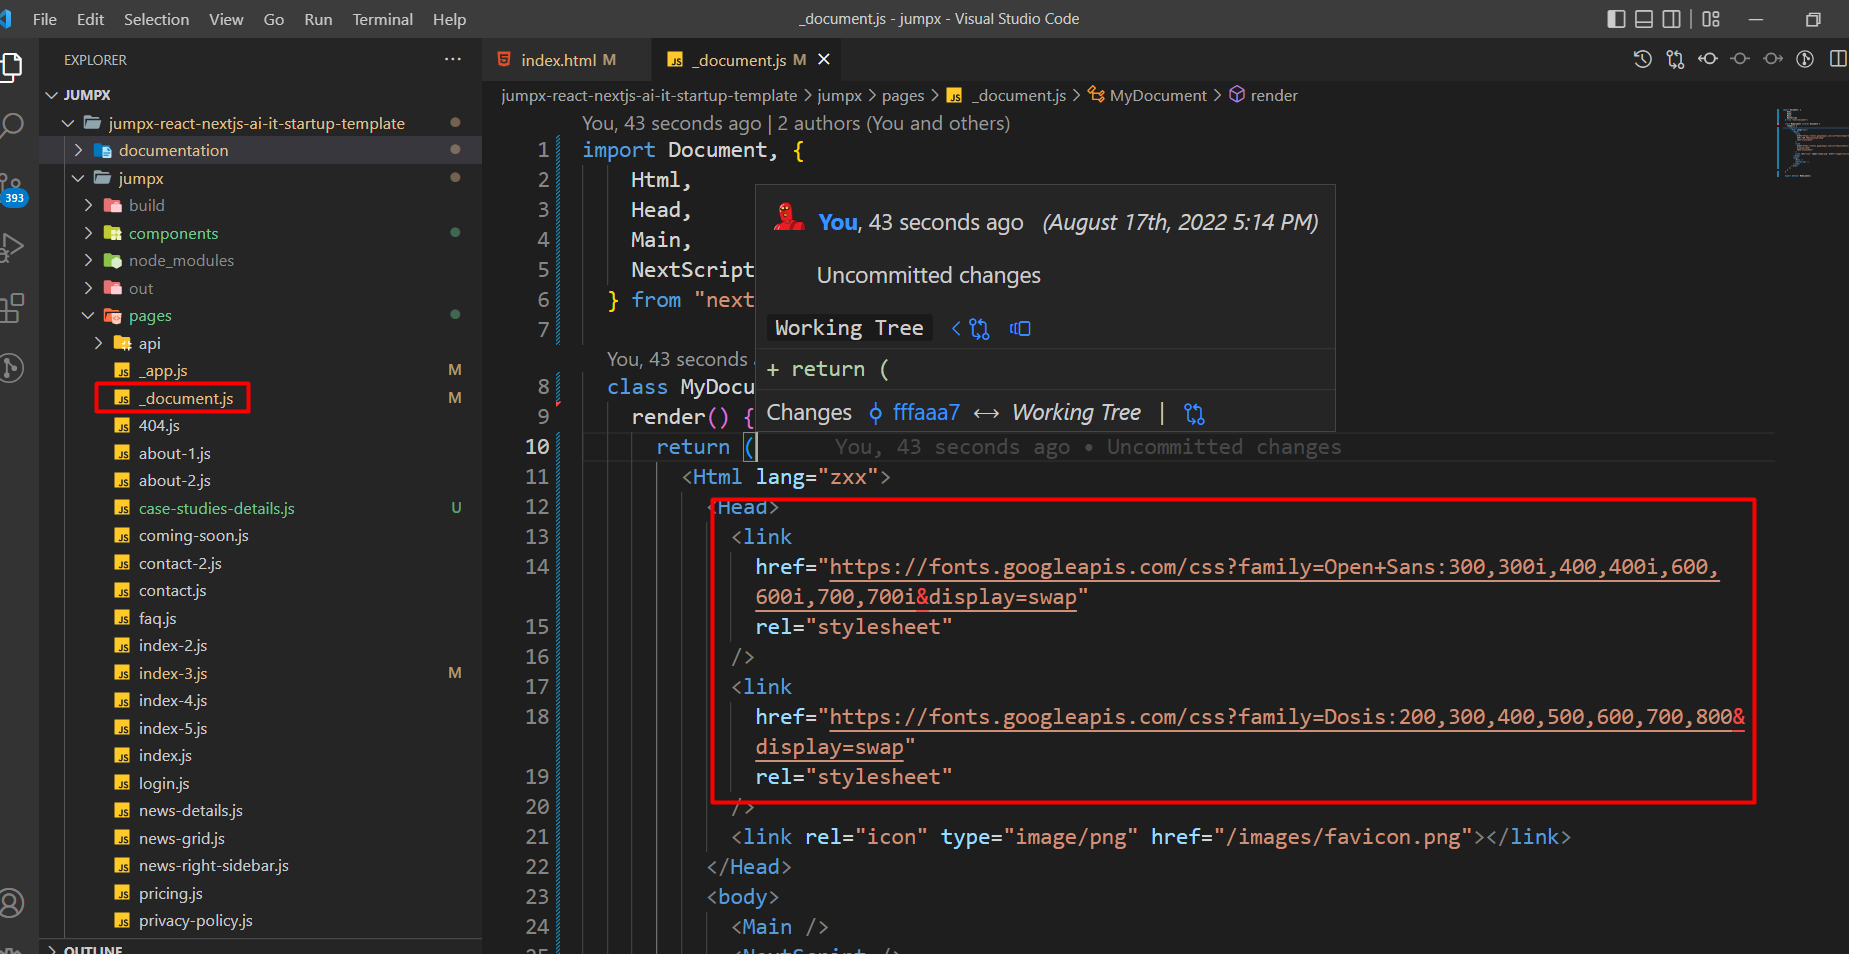 File Edit Selection View Go Run Terminal Help
_document.js - jumpx - Visual Studio Code
EXPLORER
JUMPX
jumpx-react-nextjs-ai-it-startup-template
documentation
jumpx
build
components
node_modules
out
pages
api
_app.js M
_document.js M
404.js
about-1.js
about-2.js
case-studies-details.js U
coming-soon.js
contact-2.js
contact.js
faq.js
index-2.js
index-3.js M
index-4.js
index-5.js
index.js
login.js
news-details.js
news-grid.js
news-right-sidebar.js
pricing.js
privacy-policy.js
OUTLINE
393
index.html M
_document.js M
jumpx-react-nextjs-ai-it-startup-template > jumpx > pages > JS _document.js > MyDocument > render
You, 43 seconds ago | 2 authors (You and others)
1 import Document, {
2 Html,
3 Head,
4 Main,
5 NextScript
6 } from "next
7
You, 43 seconds
8 class MyDocu
9 render() {
10 return ( You, 43 seconds ago • Uncommitted changes
11 <Html lang="zxx">
12 <Head>
13 <link
14 href="https://fonts.googleapis.com/css?family=Open+Sans:300,300i,400,400i,600,
600i,700,700i&display=swap"
15 rel="stylesheet"
16 />
17 <link
18 href="https://fonts.googleapis.com/css?family=Dosis:200,300,400,500,600,700,800&
display=swap"
19 rel="stylesheet"
20 />
21 <link rel="icon" type="image/png" href="/images/favicon.png"></link>
22 </Head>
23 <body>
24 <Main />
25 <NextScript />
You, 43 seconds ago (August 17th, 2022 5:14 PM)
Uncommitted changes
Working Tree
+ return (
Changes fffaaa7 ↔ Working Tree |